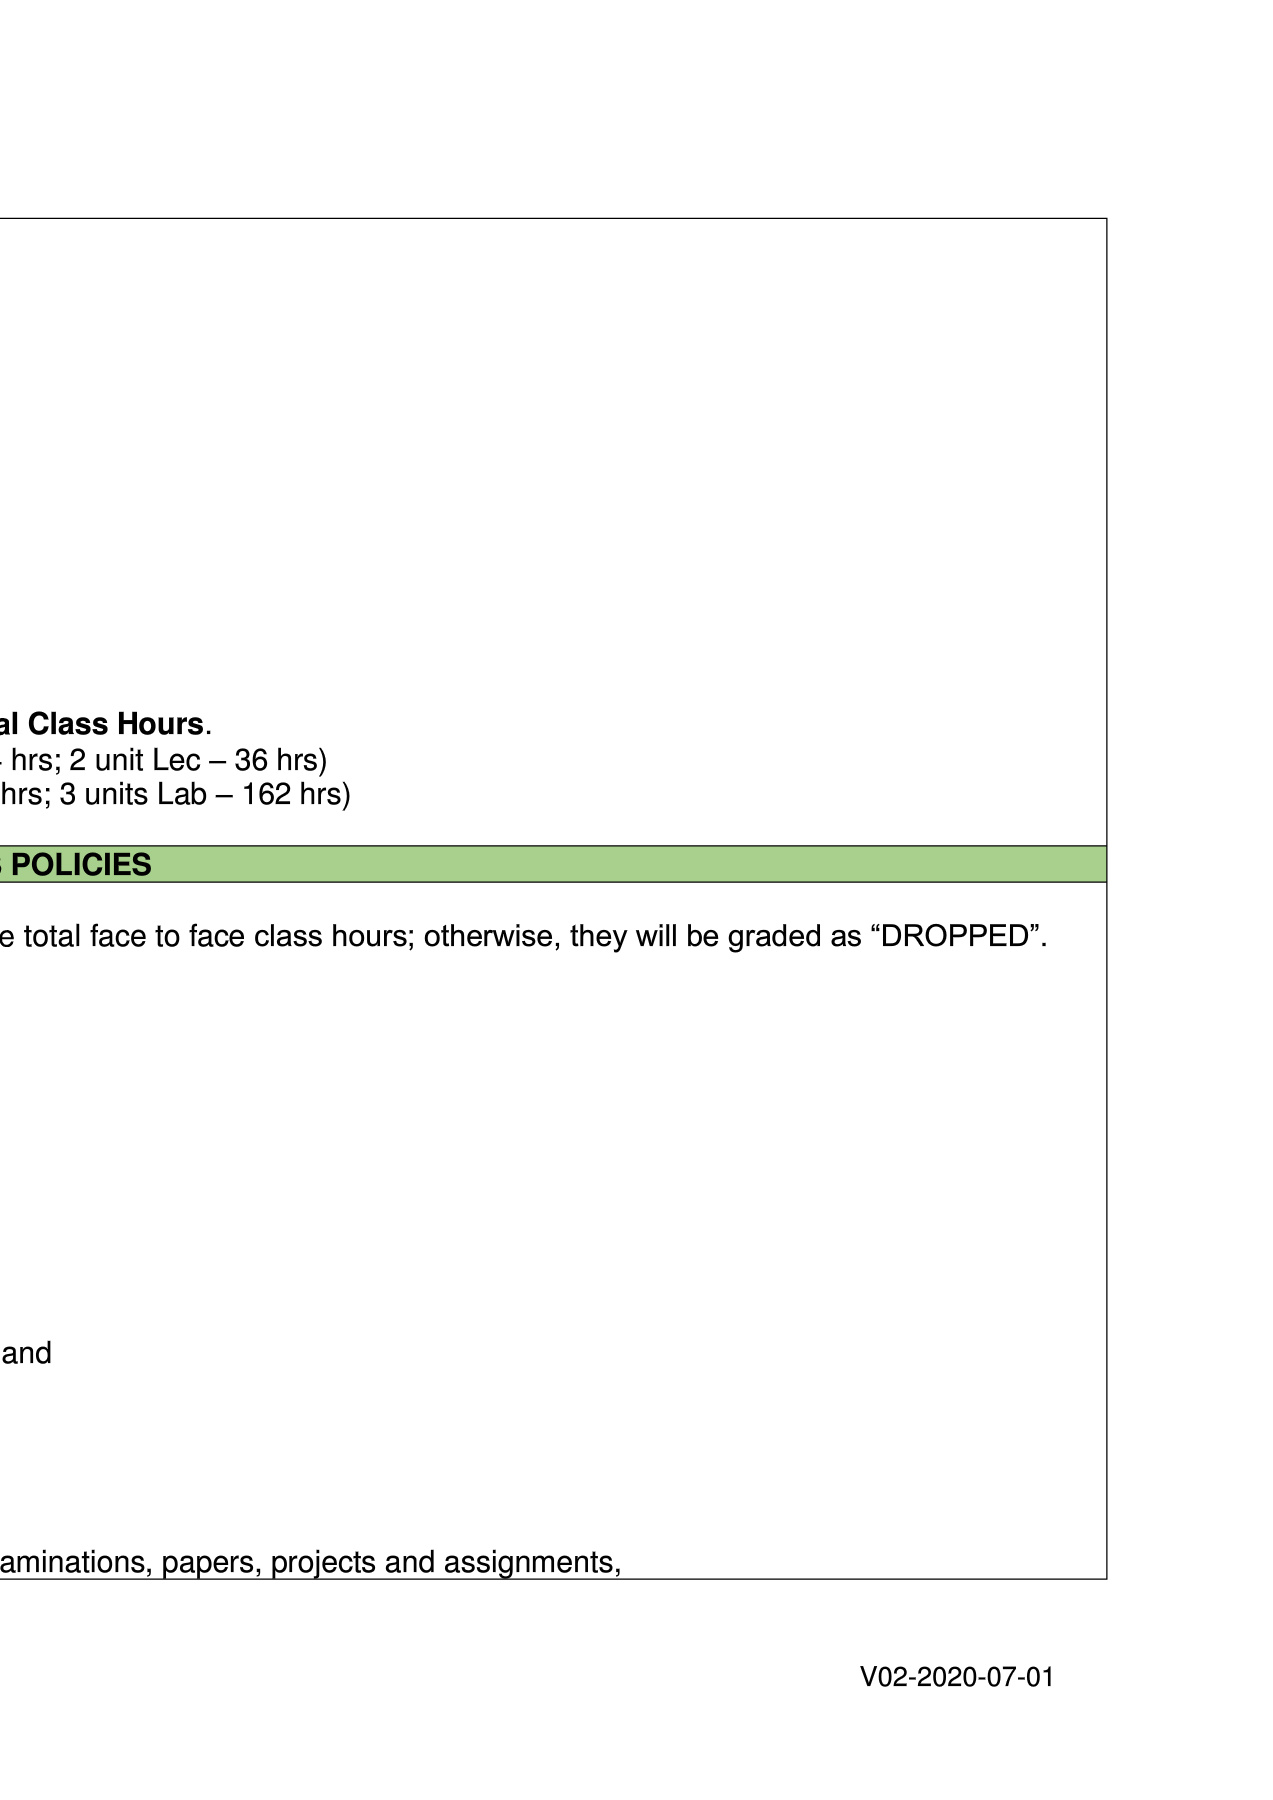 al Class Hours.
hrs; 2 unit Lec – 36 hrs)
hrs; 3 units Lab – 162 hrs)
POLICIES
e total face to face class hours; otherwise, they will be graded as “DROPPED”.
and
aminations, papers, projects and assignments,
V02-2020-07-01